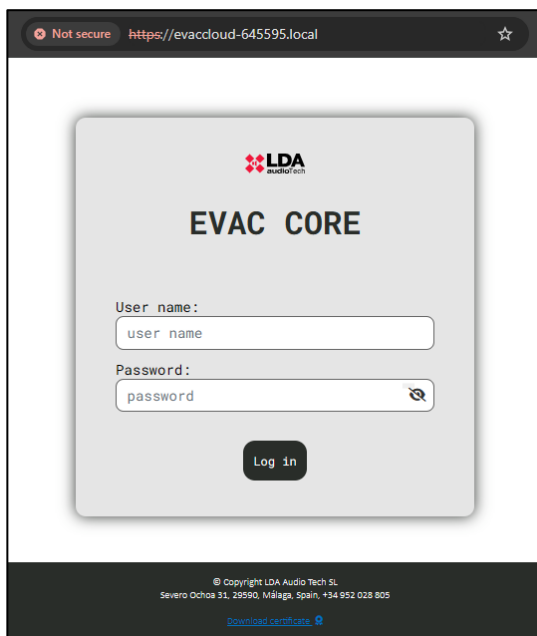 Not secure https://evaccloud-645595.local
LDA
audioTech
EVAC CORE
User name:
user name
Password:
password
Log in
© Copyright LDA Audio Tech SL
Severo Ochoa 31, 29590, Málaga, Spain, +34 952 028 805
Download certificate